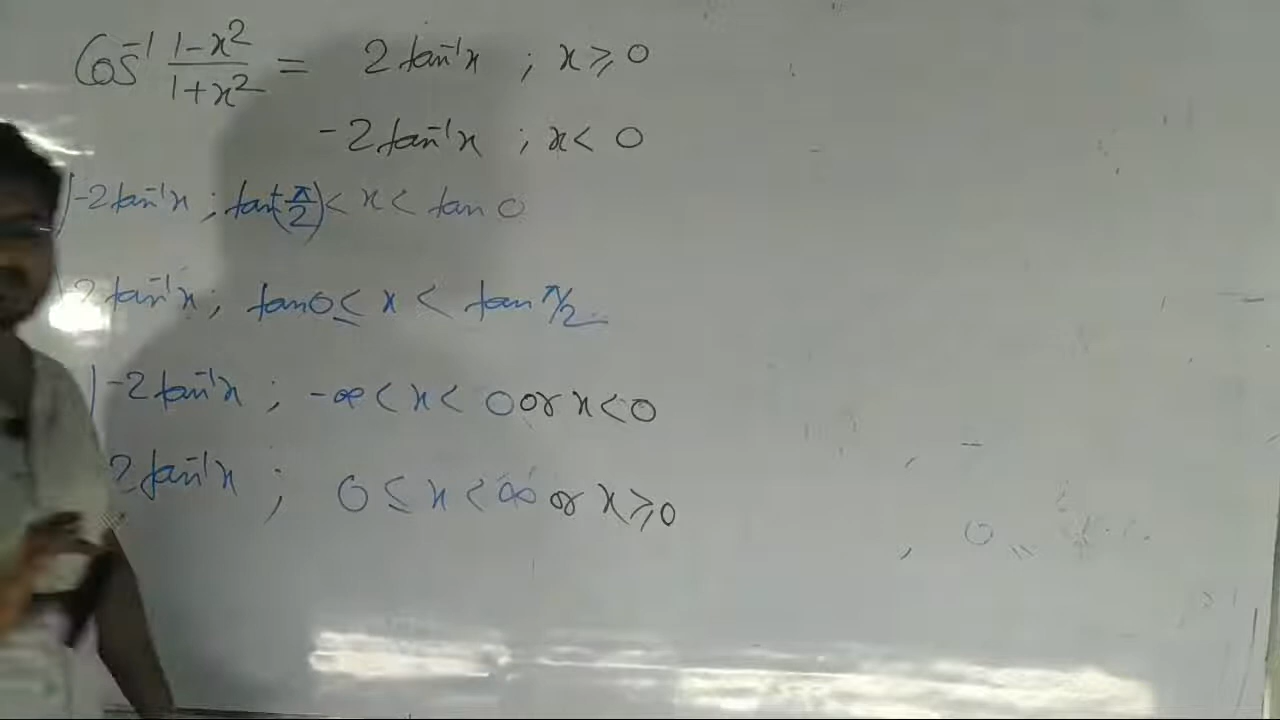 Cos⁻¹ (1-x²)/(1+x²) = 2 tan⁻¹x ; x ≥ 0
-2 tan⁻¹x ; x < 0
-2 tan⁻¹x ; tan(-π/2) < x < tan 0
2 tan⁻¹x ; tan 0 ≤ x < tan π/2
-2 tan⁻¹x ; -∞ < x < 0 or x < 0
2 tan⁻¹x ; 0 ≤ x < ∞ or x ≥ 0